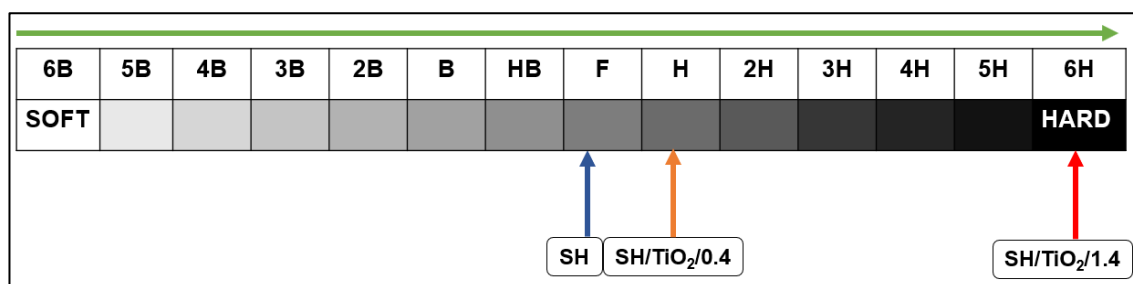 6B 5B 4B 3B 2B B HB F H 2H 3H 4H 5H 6H
SOFT HARD
SH SH/TiO₂/0.4 SH/TiO₂/1.4